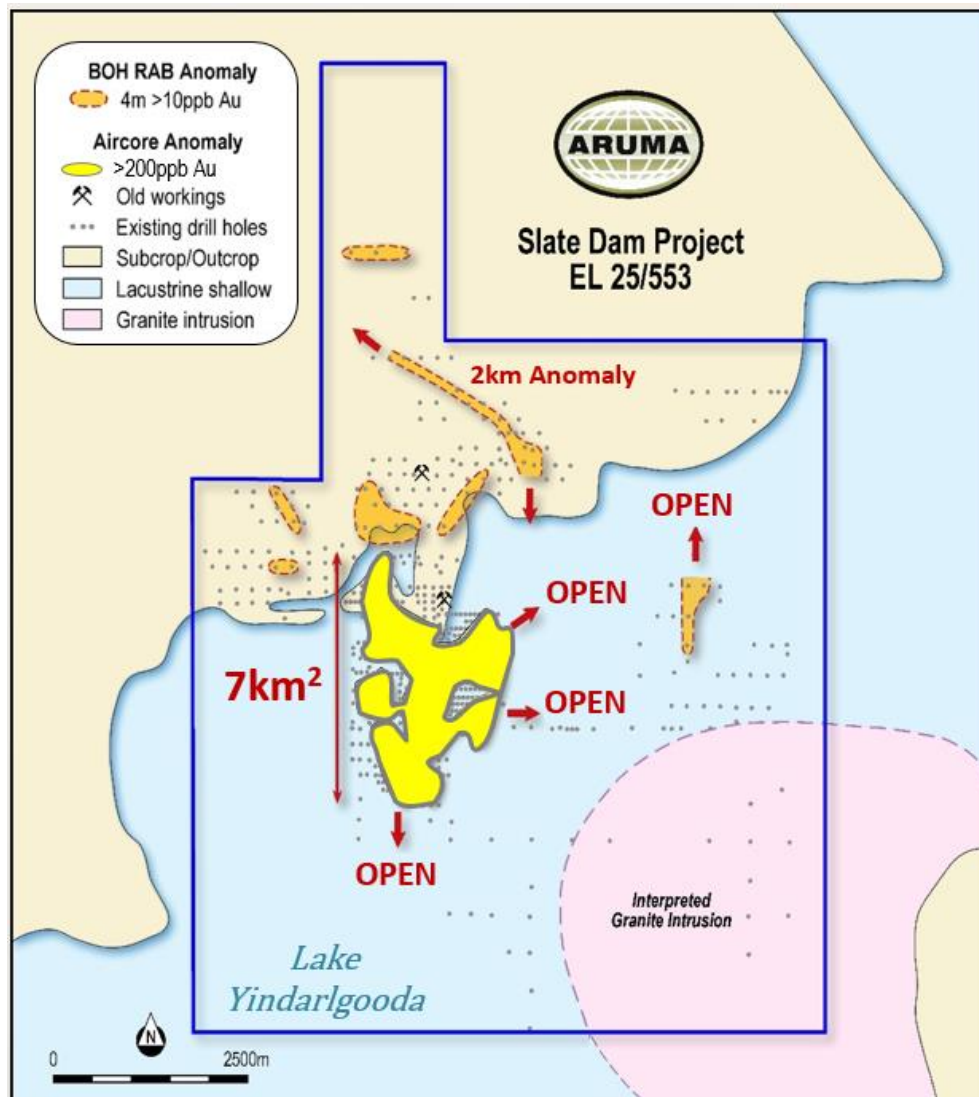 BOH RAB Anomaly
4m >10ppb Au
Aircore Anomaly
>200ppb Au
Old workings
Existing drill holes
Subcrop/Outcrop
Lacustrine shallow
Granite intrusion
ARUMA
Slate Dam Project
EL 25/553
2km Anomaly
OPEN
OPEN
7km²
OPEN
OPEN
Interpreted
Granite Intrusion
Lake
Yindarlgooda
N
0 2500m